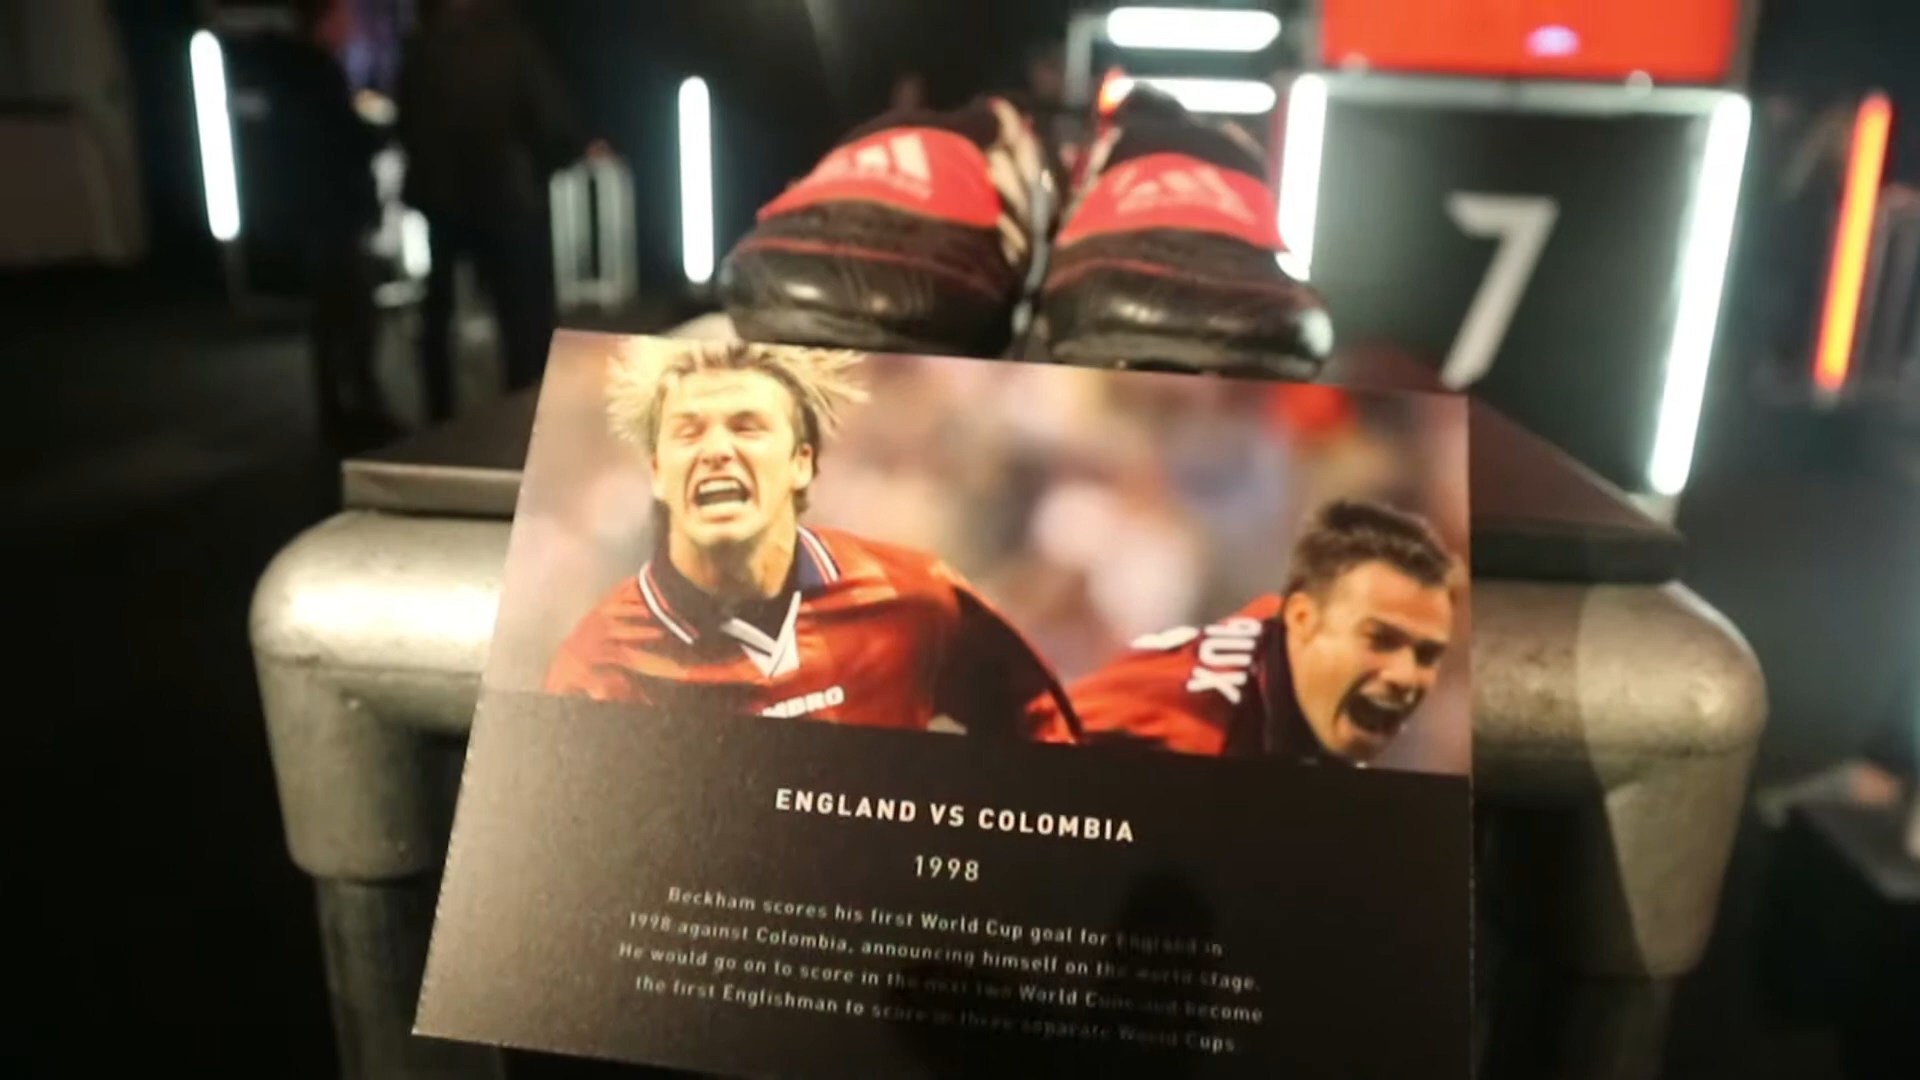 7
MBRO
QUX
ENGLAND VS COLOMBIA
1998
Beckham scores his first World Cup goal for England in
1998 against Colombia, announcing himself on the world stage.
He would go on to score in the next two World Cups and become
the first Englishman to score in three separate World Cups.